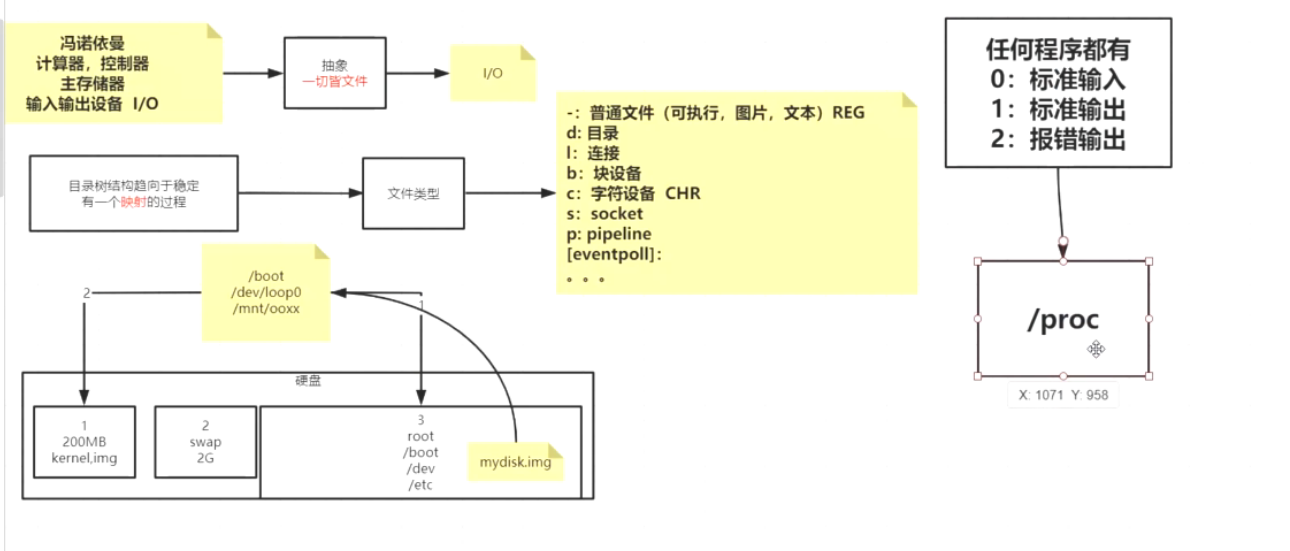 冯诺依曼
计算器，控制器
主存储器
输入输出设备 I/O
抽象
一切皆文件
I/O
目录树结构趋向于稳定
有一个映射的过程
文件类型
-：普通文件（可执行，图片，文本）REG
d: 目录
l：连接
b：块设备
c：字符设备 CHR
s：socket
p: pipeline
[eventpoll]：
。。。
任何程序都有
0：标准输入
1：标准输出
2：报错输出
/proc
X: 1071 Y: 958
/boot
/dev/loop0
/mnt/ooxx
2
1
硬盘
1
200MB
kernel,img
2
swap
2G
3
root
/boot
/dev
/etc
mydisk.img